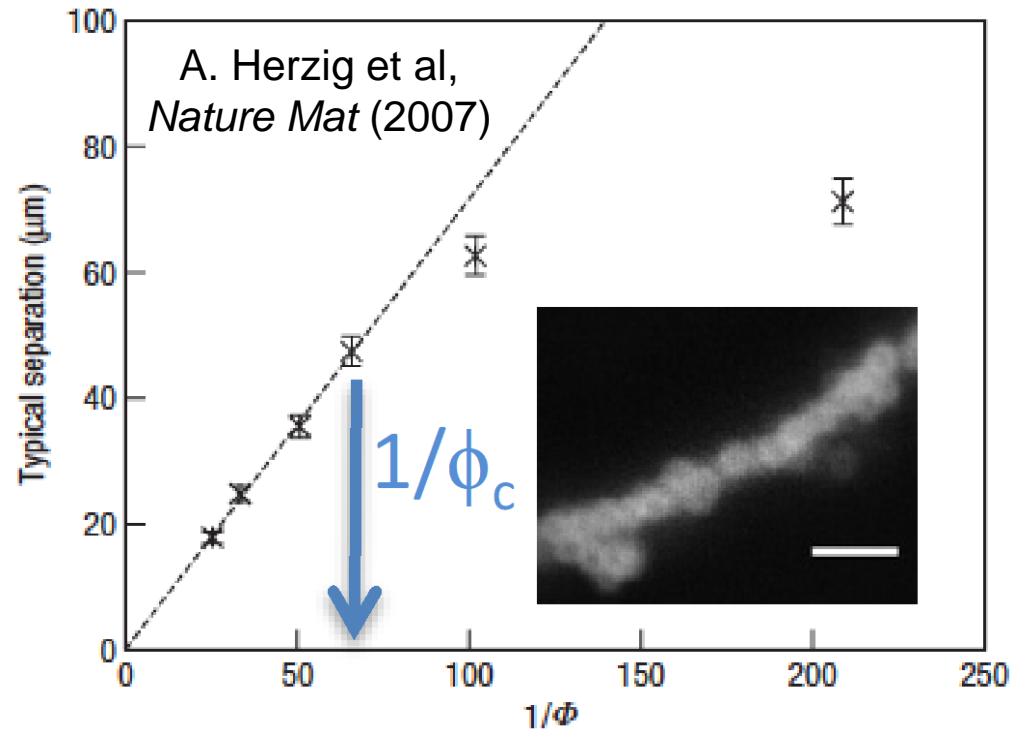 A. Herzig et al,
Nature Mat (2007)
100
80
60
40
20
0
Typical separation (μm)
1/ϕc
0 50 100 150 200 250
1/Φ